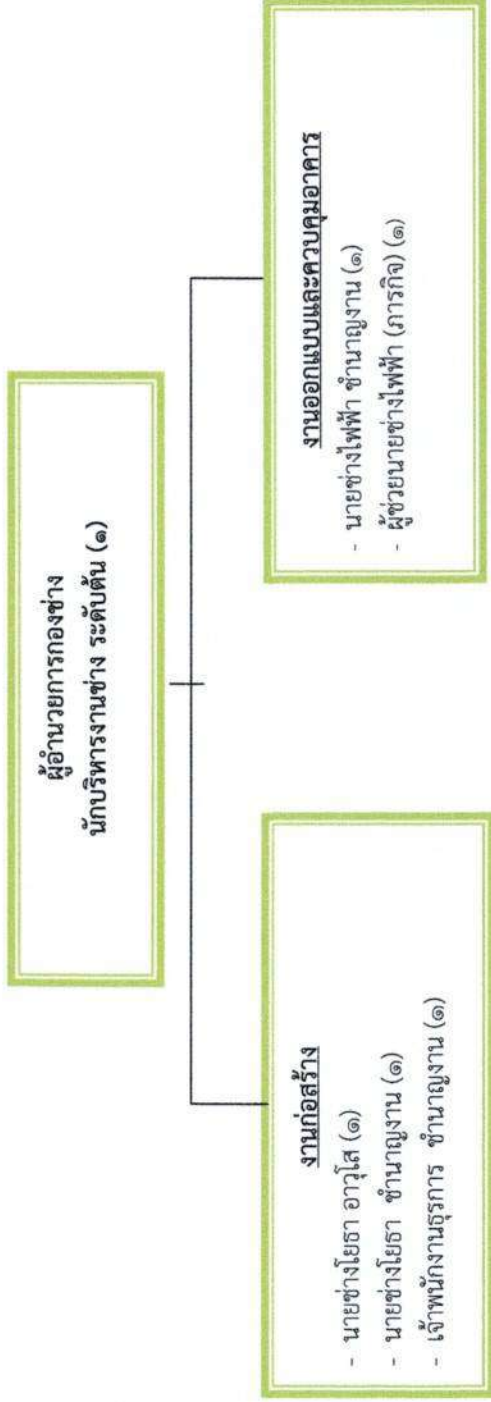 ผู้อำนวยการกองช่าง
นักบริหารงานช่าง ระดับต้น (๑)
งานก่อสร้าง
- นายช่างโยธา อาวุโส (๑)
- นายช่างโยธา ชำนาญงาน (๑)
- เจ้าพนักงานธุรการ ชำนาญงาน (๑)
งานออกแบบและควบคุมอาคาร
- นายช่างไฟฟ้า ชำนาญงาน (๑)
- ผู้ช่วยนายช่างไฟฟ้า (ภารกิจ) (๑)